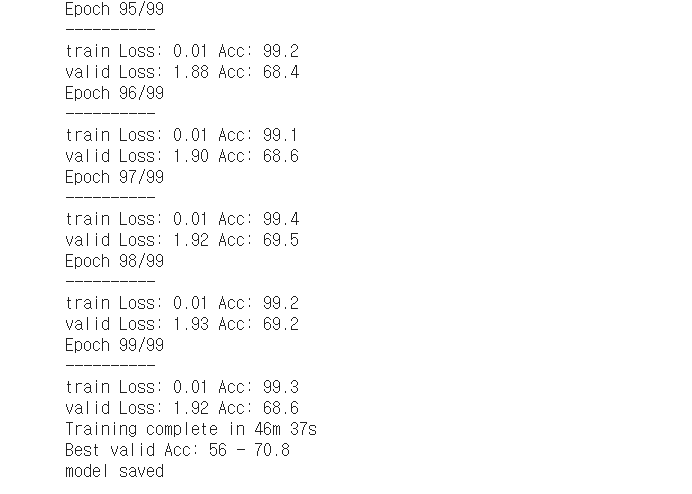 Epoch 95/99
----------
train Loss: 0.01 Acc: 99.2
valid Loss: 1.88 Acc: 68.4
Epoch 96/99
----------
train Loss: 0.01 Acc: 99.1
valid Loss: 1.90 Acc: 68.6
Epoch 97/99
----------
train Loss: 0.01 Acc: 99.4
valid Loss: 1.92 Acc: 69.5
Epoch 98/99
----------
train Loss: 0.01 Acc: 99.2
valid Loss: 1.93 Acc: 69.2
Epoch 99/99
----------
train Loss: 0.01 Acc: 99.3
valid Loss: 1.92 Acc: 68.6
Training complete in 46m 37s
Best valid Acc: 56 - 70.8
model saved